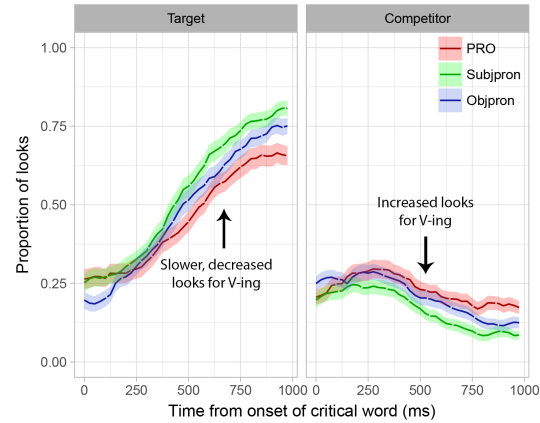 Target
Competitor
1.00
0.75
0.50
0.25
0.00
Proportion of looks
PRO
Subjpron
Objpron
Slower, decreased
looks for V-ing
Increased looks
for V-ing
0 250 500 750 1000
0 250 500 750 1000
Time from onset of critical word (ms)